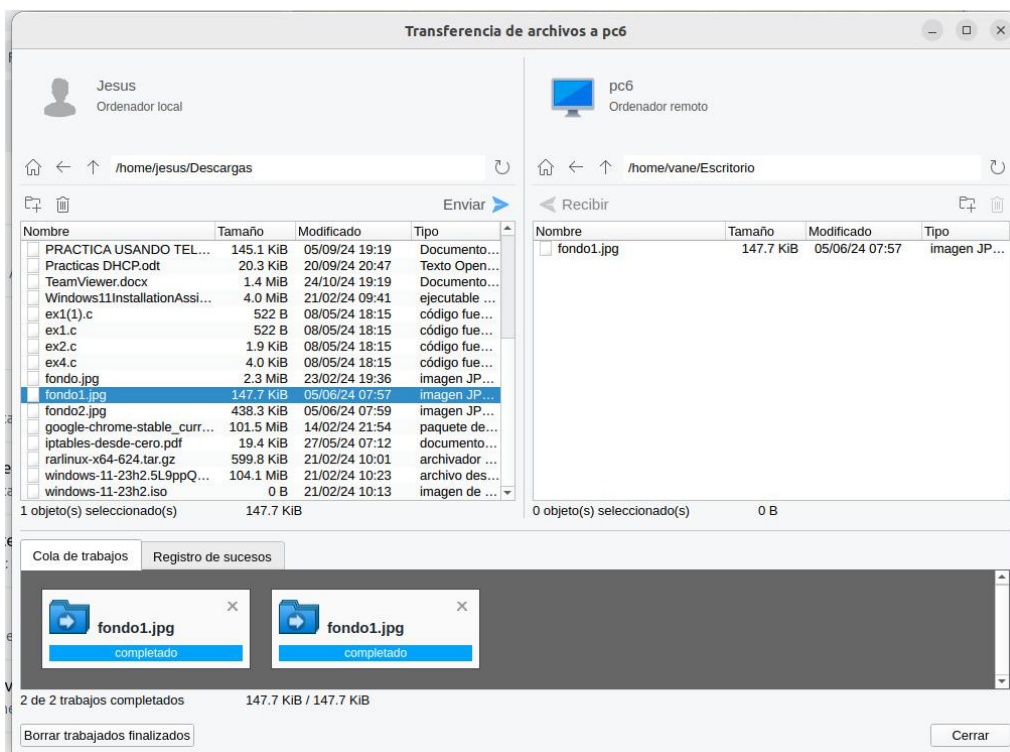 Transferencia de archivos a pc6
Jesus
Ordenador local
pc6
Ordenador remoto
/home/jesus/Descargas
/home/vane/Escritorio
Enviar
Recibir
Nombre Tamaño Modificado Tipo
PRACTICA USANDO TEL... 145.1 KiB 05/09/24 19:19 Documento...
Practicas DHCP.odt 20.3 KiB 20/09/24 20:47 Texto Open...
TeamViewer.docx 1.4 MiB 24/10/24 19:19 Documento...
Windows11InstallationAssi... 4.0 MiB 21/02/24 09:41 ejecutable ...
ex1(1).c 522 B 08/05/24 18:15 código fue...
ex1.c 522 B 08/05/24 18:15 código fue...
ex2.c 1.9 KiB 08/05/24 18:15 código fue...
ex4.c 4.0 KiB 08/05/24 18:15 código fue...
fondo.jpg 2.3 MiB 23/02/24 19:36 imagen JP...
fondo1.jpg 147.7 KiB 05/06/24 07:57 imagen JP...
fondo2.jpg 438.3 KiB 05/06/24 07:59 imagen JP...
google-chrome-stable_curr... 101.5 MiB 14/02/24 21:54 paquete de...
iptables-desde-cero.pdf 19.4 KiB 27/05/24 07:12 documento...
rarlinux-x64-624.tar.gz 599.8 KiB 21/02/24 10:01 archivador ...
windows-11-23h2.5L9ppQ... 104.1 MiB 21/02/24 10:23 archivo des...
windows-11-23h2.iso 0 B 21/02/24 10:13 imagen de ...
1 objeto(s) seleccionado(s) 147.7 KiB
Nombre Tamaño Modificado Tipo
fondo1.jpg 147.7 KiB 05/06/24 07:57 imagen JP...
0 objeto(s) seleccionado(s) 0 B
Cola de trabajos Registro de sucesos
fondo1.jpg
completado
fondo1.jpg
completado
2 de 2 trabajos completados 147.7 KiB / 147.7 KiB
Borrar trabajados finalizados
Cerrar